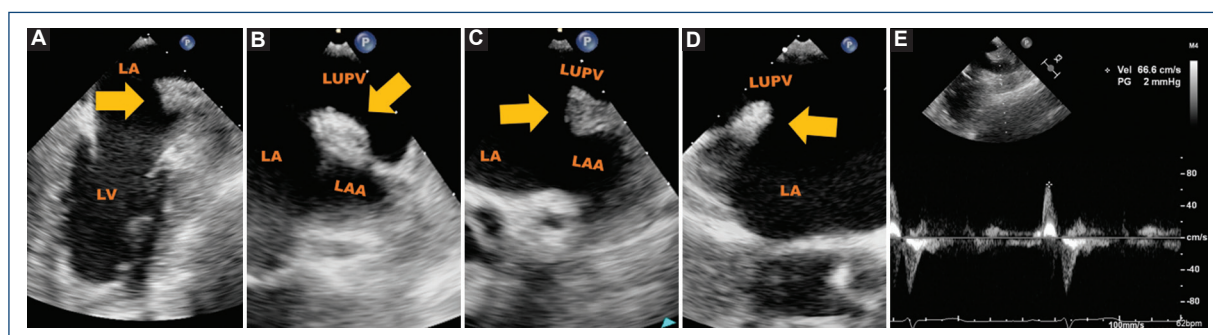 A
LA
LV
P
B
LUPV
LA
LAA
P
C
LUPV
LA
LAA
P
D
LUPV
LA
P
E
M4
Vel 66.6 cm/s
PG 2 mmHg
P
R
80
40
cm/s
-40
-80
100mm/s
62bpm